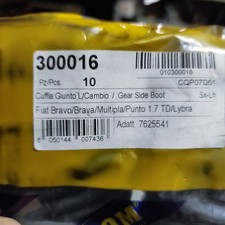 300016
010300016
Pz/Pcs 10
Cuffia Giunto L/Cambio / Gear Side Boot Sx-Lh
Fiat Bravo/Brava/Multipla/Punto 1.7 TD/Lybra
Adatt. 7625541
8 050144 007436
OM